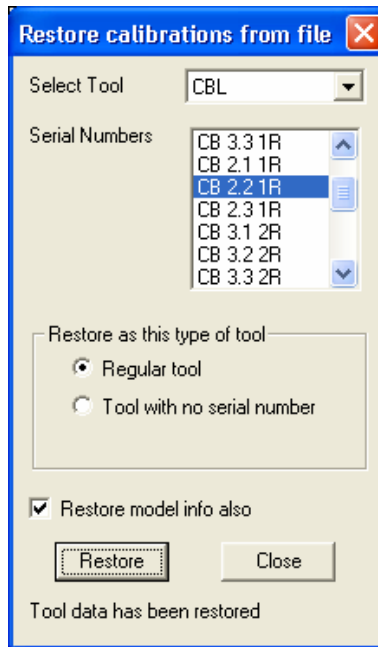 Restore calibrations from file
Select Tool
CBL
Serial Numbers
CB 3.3 1R
CB 2.1 1R
CB 2.2 1R
CB 2.3 1R
CB 3.1 2R
CB 3.2 2R
CB 3.3 2R
Restore as this type of tool
Regular tool
Tool with no serial number
Restore model info also
Restore
Close
Tool data has been restored